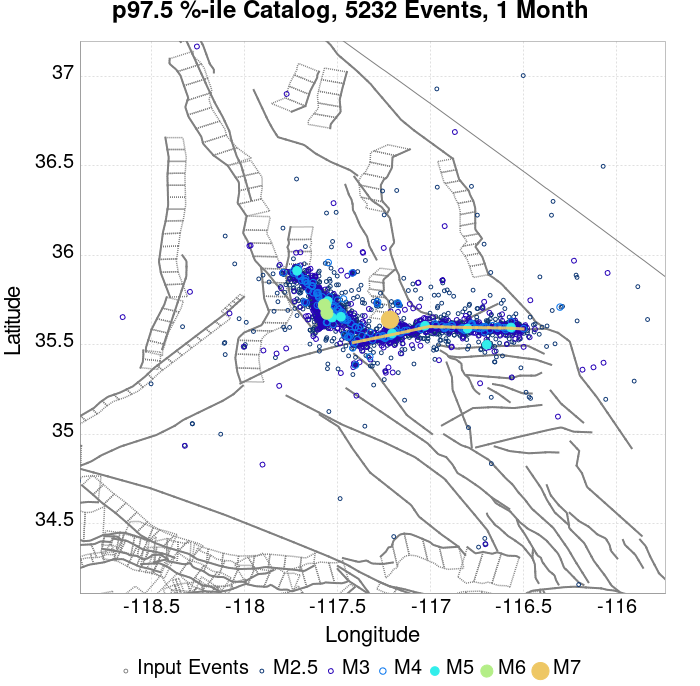 p97.5 %-ile Catalog, 5232 Events, 1 Month
37
36.5
36
35.5
35
34.5
Latitude
-118.5 -118 -117.5 -117 -116.5 -116
Longitude
Input Events M2.5 M3 M4 M5 M6 M7